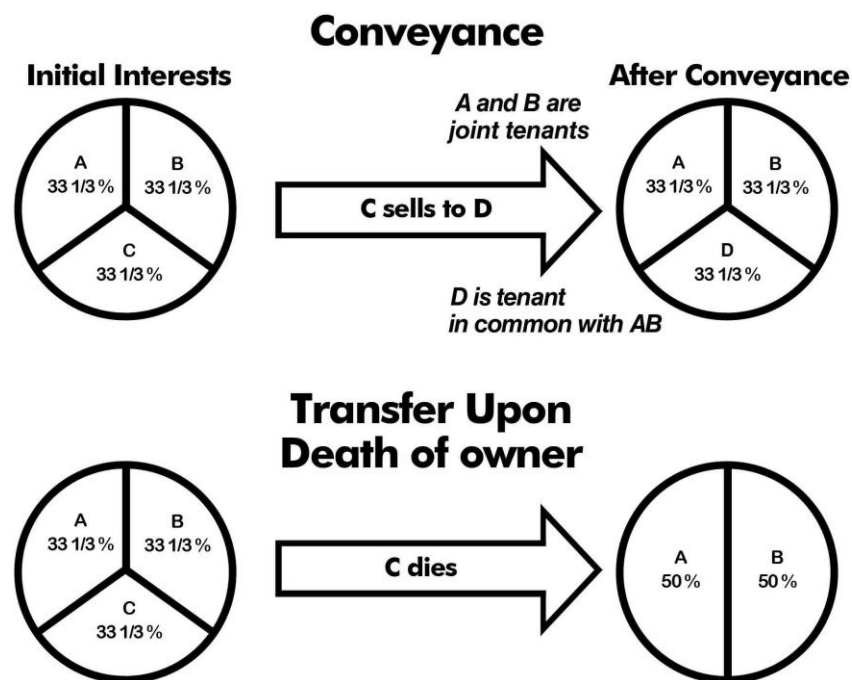 Conveyance
Initial Interests
After Conveyance
A and B are
joint tenants
A
33 1/3 %
B
33 1/3 %
C
33 1/3 %
C sells to D
A
33 1/3 %
B
33 1/3 %
D
33 1/3 %
D is tenant
in common with AB
Transfer Upon
Death of owner
A
33 1/3 %
B
33 1/3 %
C
33 1/3 %
C dies
A
50 %
B
50 %